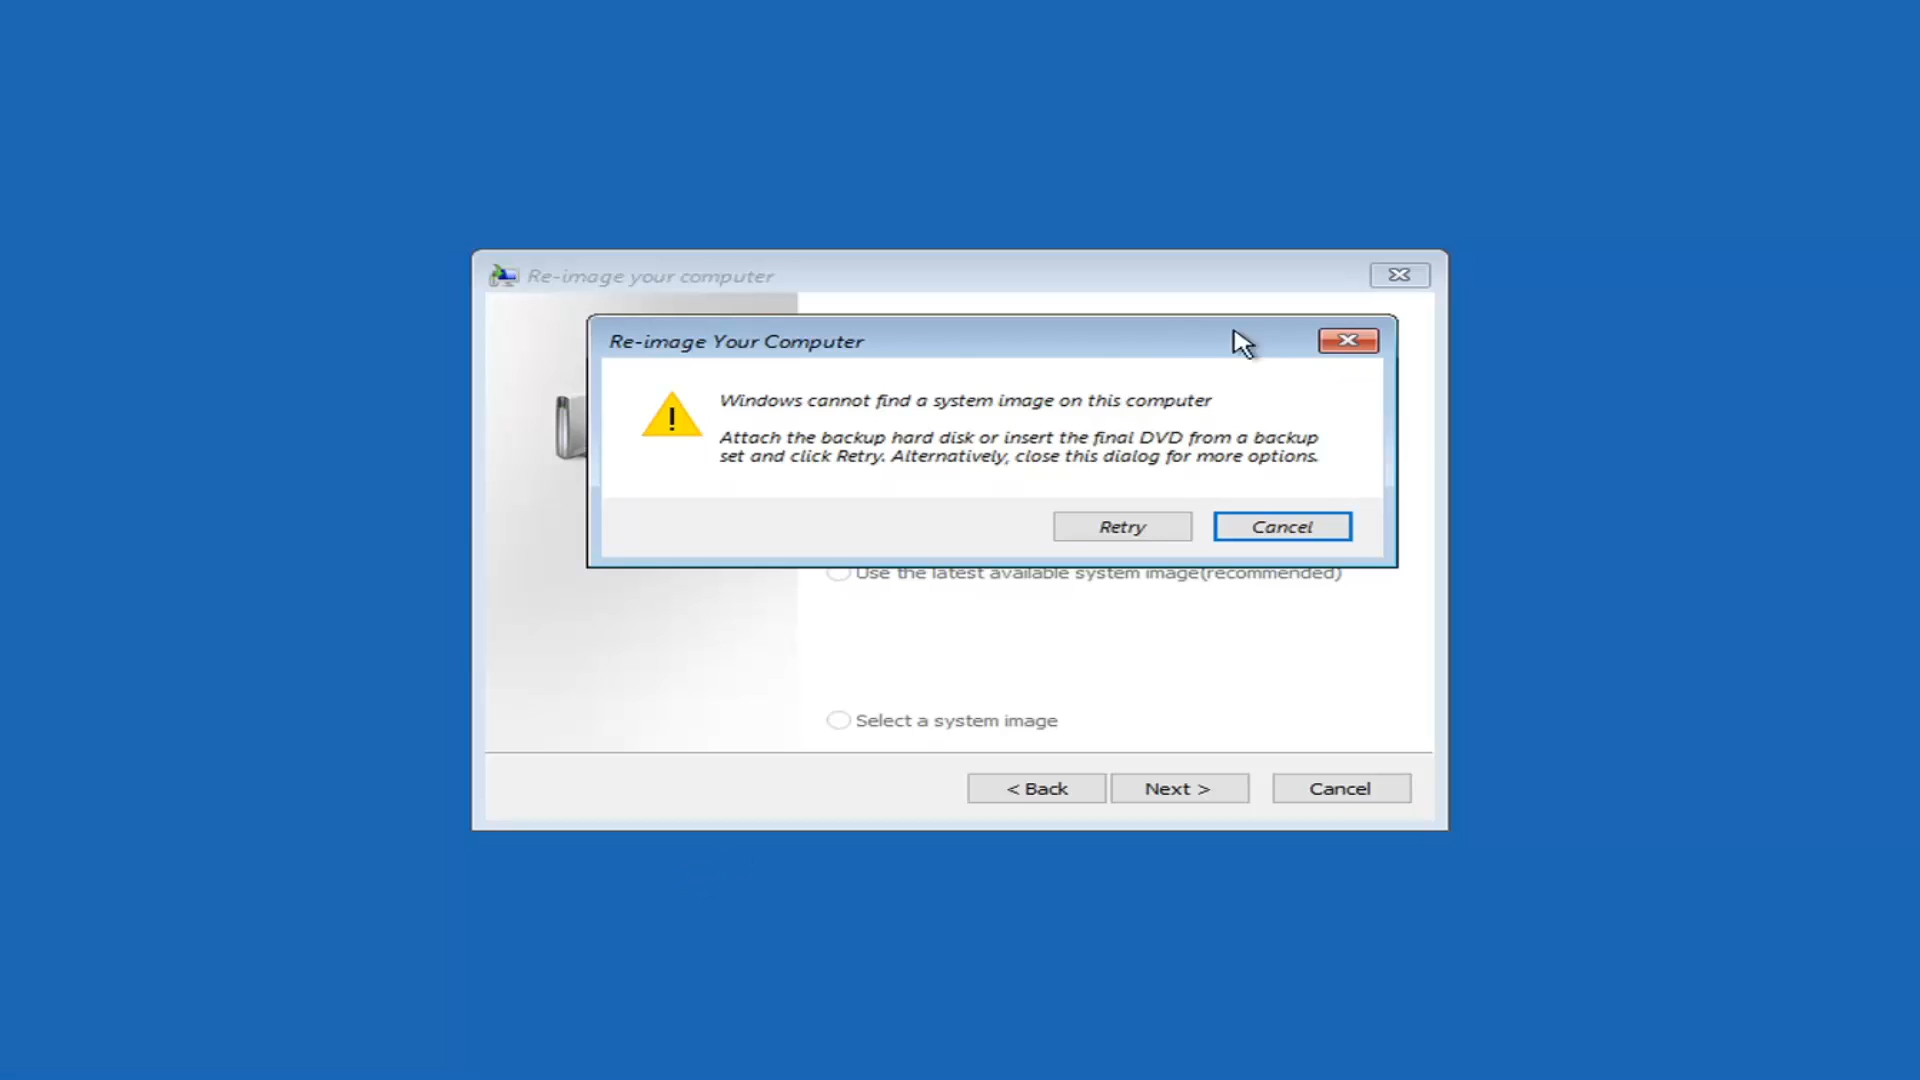 Re-image your computer
Re-image Your Computer
Windows cannot find a system image on this computer
Attach the backup hard disk or insert the final DVD from a backup
set and click Retry. Alternatively, close this dialog for more options.
Retry
Cancel
Use the latest available system image(recommended)
Select a system image
< Back
Next >
Cancel